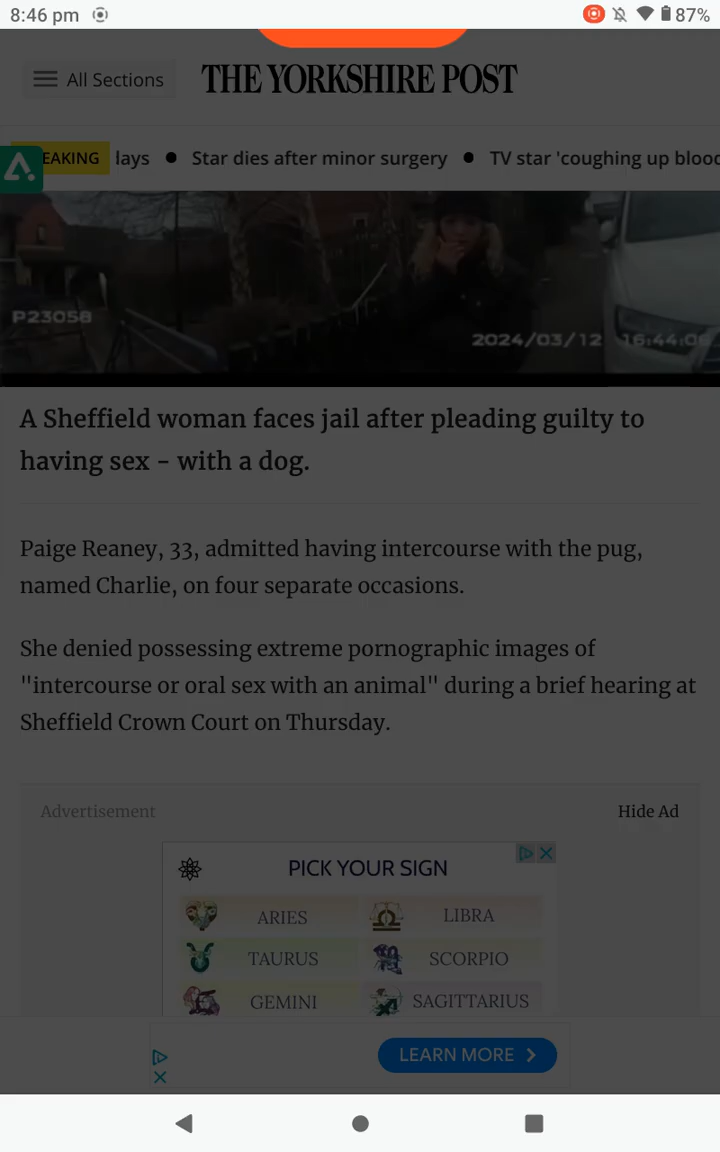 8:46 pm
87%
All Sections
THE YORKSHIRE POST
EAKING lays • Star dies after minor surgery • TV star 'coughing up blood
P23058
2024/03/12 16:44:06
A Sheffield woman faces jail after pleading guilty to
having sex - with a dog.
Paige Reaney, 33, admitted having intercourse with the pug,
named Charlie, on four separate occasions.
She denied possessing extreme pornographic images of
"intercourse or oral sex with an animal" during a brief hearing at
Sheffield Crown Court on Thursday.
Advertisement
Hide Ad
PICK YOUR SIGN
ARIES
LIBRA
TAURUS
SCORPIO
GEMINI
SAGITTARIUS
LEARN MORE